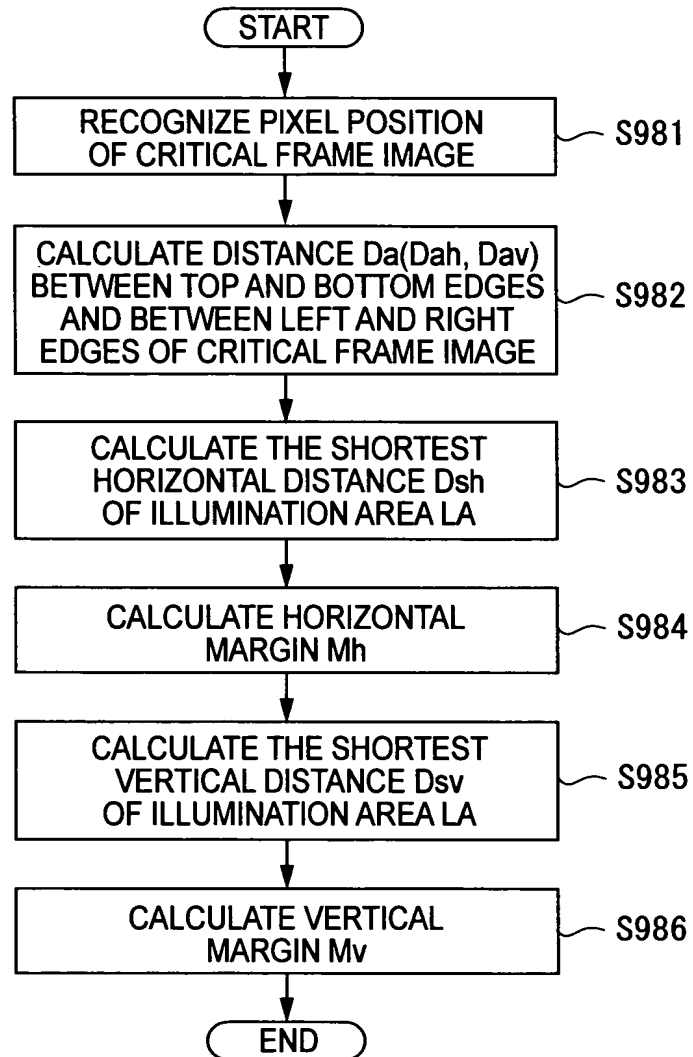 START
RECOGNIZE PIXEL POSITION
OF CRITICAL FRAME IMAGE
S981
CALCULATE DISTANCE Da(Dah, Dav)
BETWEEN TOP AND BOTTOM EDGES
AND BETWEEN LEFT AND RIGHT
EDGES OF CRITICAL FRAME IMAGE
S982
CALCULATE THE SHORTEST
HORIZONTAL DISTANCE Dsh
OF ILLUMINATION AREA LA
S983
CALCULATE HORIZONTAL
MARGIN Mh
S984
CALCULATE THE SHORTEST
VERTICAL DISTANCE Dsv
OF ILLUMINATION AREA LA
S985
CALCULATE VERTICAL
MARGIN Mv
S986
END